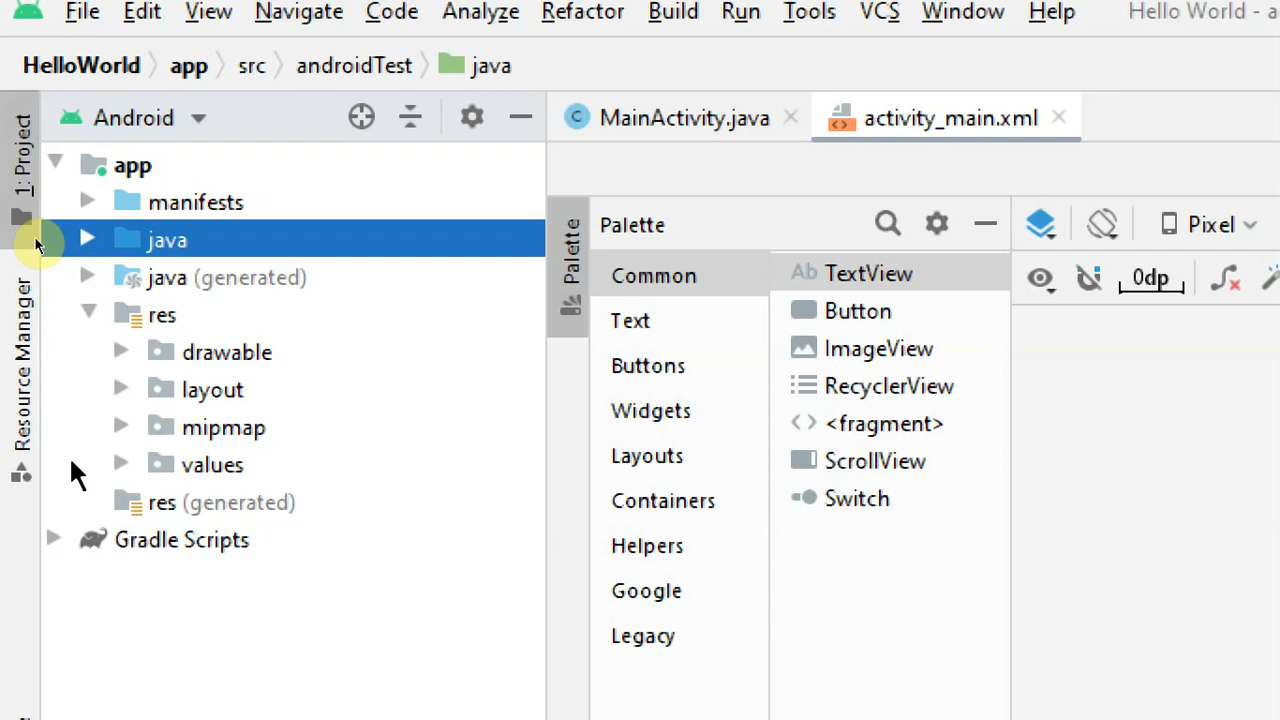 File Edit View Navigate Code Analyze Refactor Build Run Tools VCS Window Help Hello World - a
HelloWorld app src androidTest java
1: Project
Resource Manager
Android
app
manifests
java
java (generated)
res
drawable
layout
mipmap
values
res (generated)
Gradle Scripts
MainActivity.java activity_main.xml
Palette
Palette
Common
Text
Buttons
Widgets
Layouts
Containers
Helpers
Google
Legacy
Ab TextView
Button
ImageView
RecyclerView
<fragment>
ScrollView
Switch
Pixel
0dp